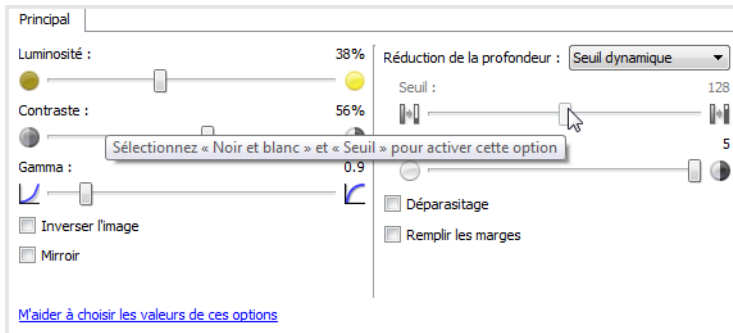 Principal
Luminosité :
38%
Contraste :
56%
Gamma :
0.9
Inverser l'image
Mirroir
M'aider à choisir les valeurs de ces options
Réduction de la profondeur :
Seuil dynamique
Seuil :
128
Sélectionnez « Noir et blanc » et « Seuil » pour activer cette option
5
Déparasitage
Remplir les marges